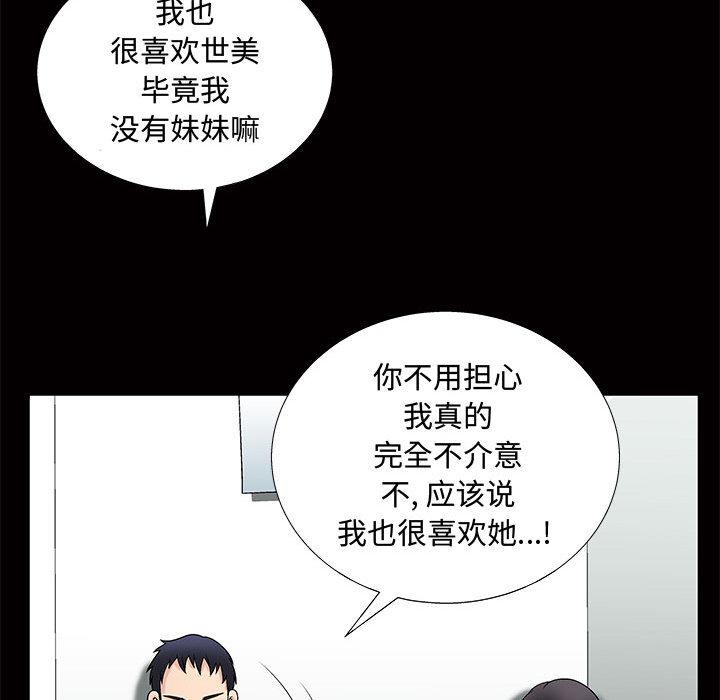 我也
很喜欢世美
毕竟我
没有妹妹嘛
你不用担心
我真的
完全不介意
不, 应该说
我也很喜欢她...!